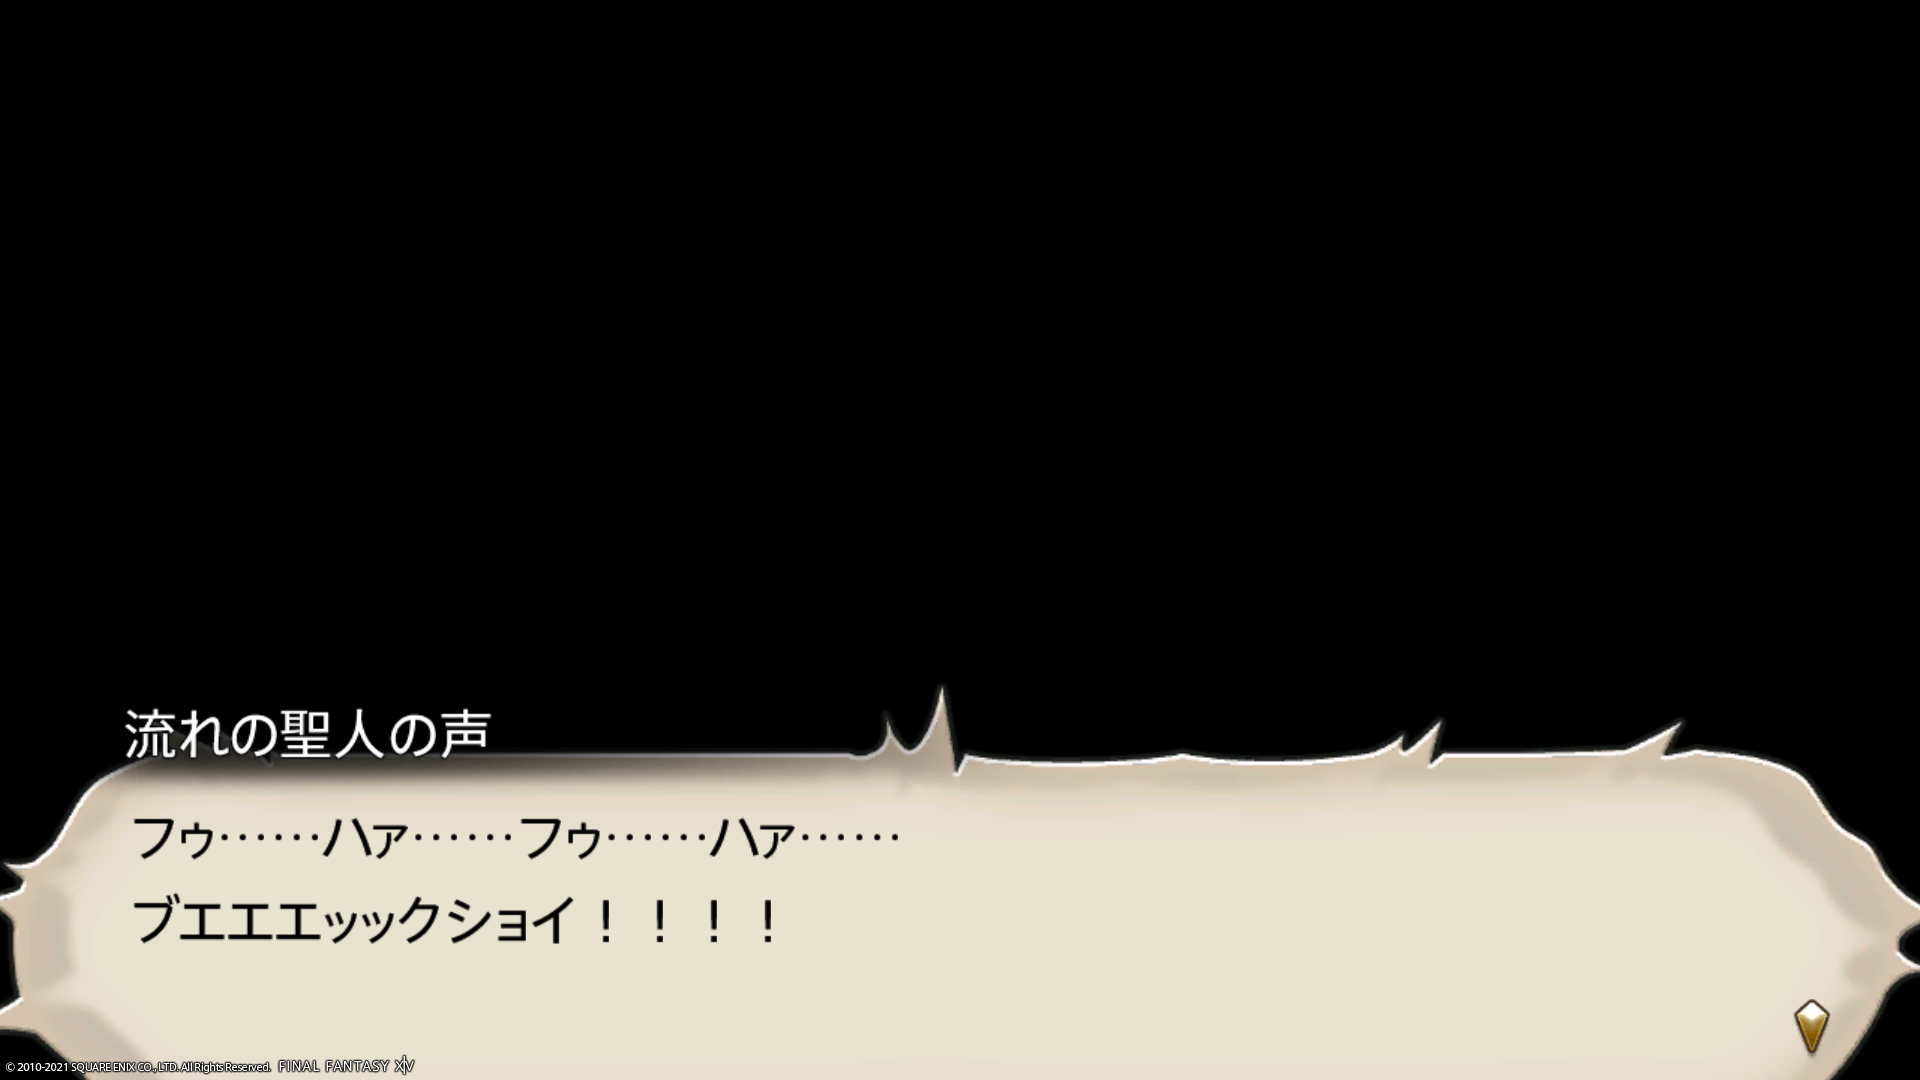 流れの聖人の声
フゥ……ハァ……フゥ……ハァ……
ブエエエッックショイ！！！！
© 2010-2021 SQUARE ENIX CO., LTD. All Rights Reserved. FINAL FANTASY XIV